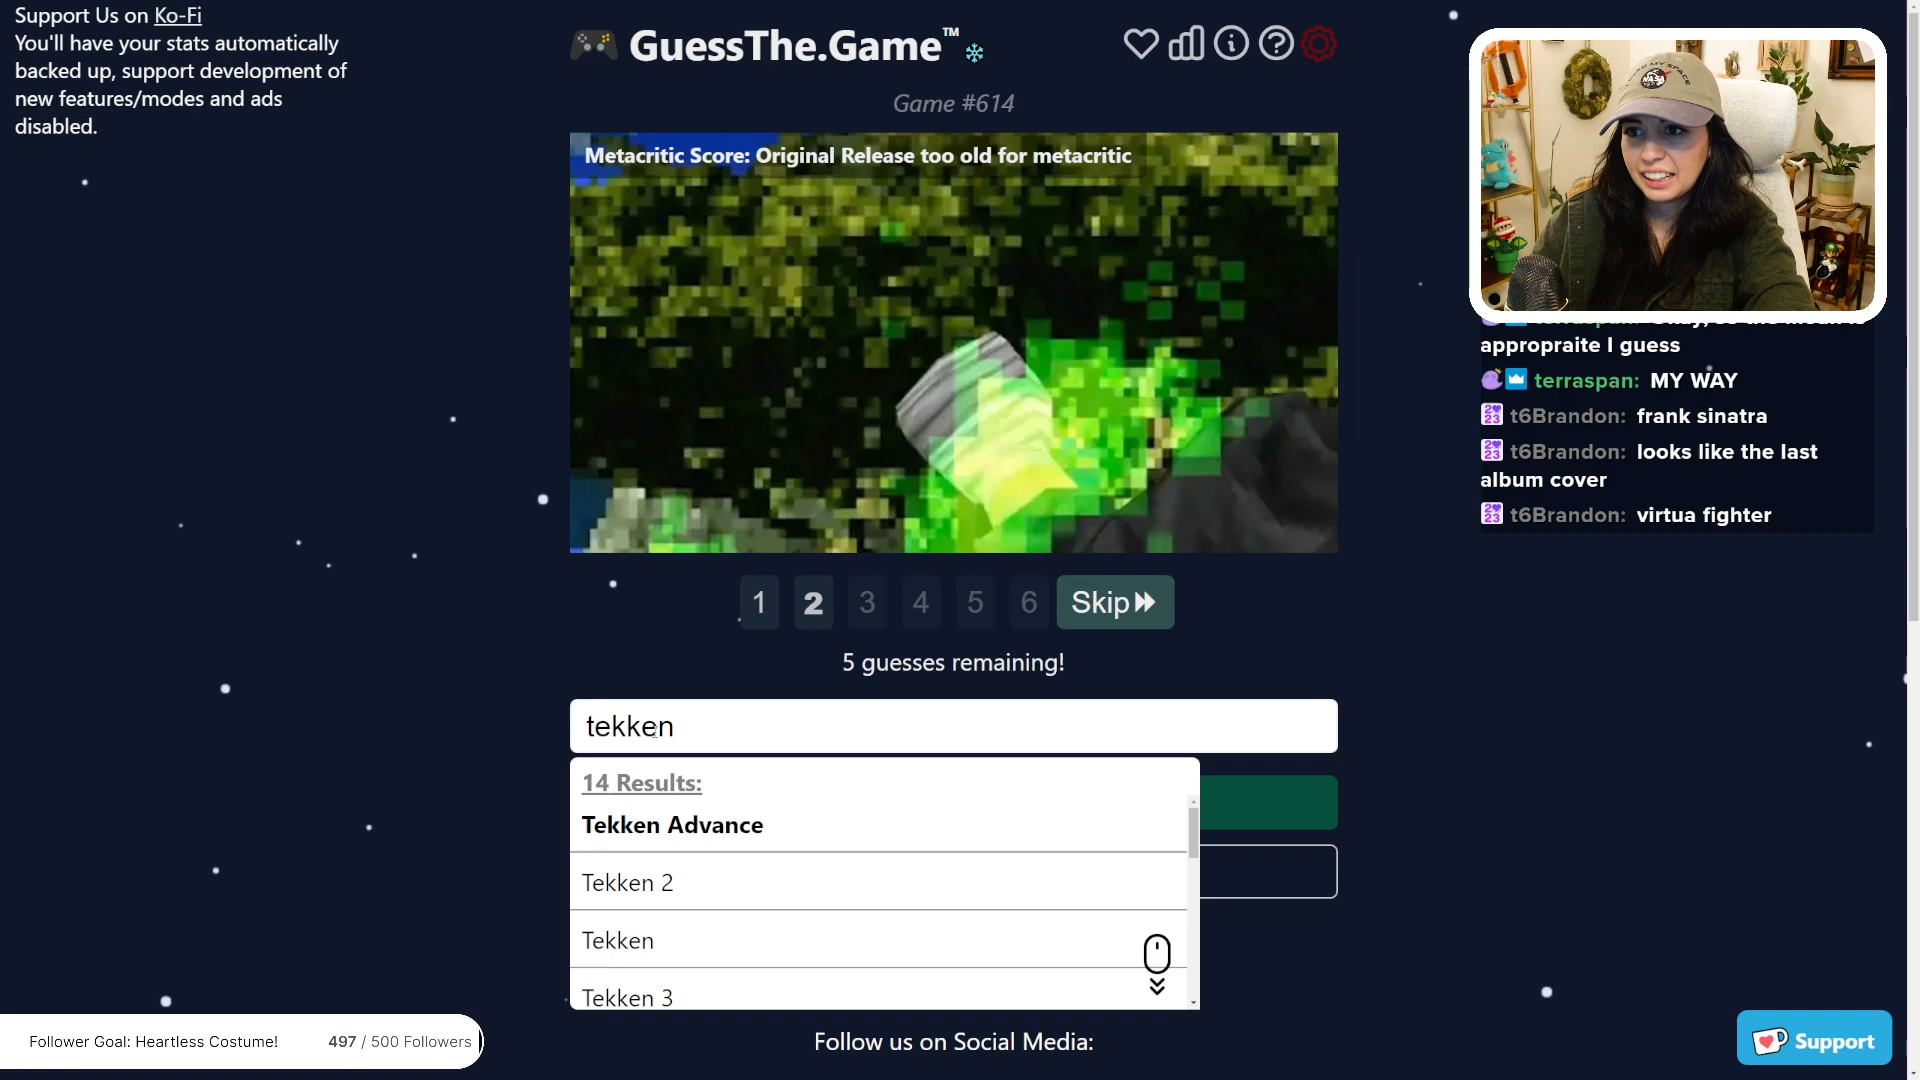 Support Us on Ko-Fi
You'll have your stats automatically
backed up, support development of
new features/modes and ads
disabled.
GuessThe.Game™
Game #614
Metacritic Score: Original Release too old for metacritic
1 2 3 4 5 6 Skip
5 guesses remaining!
tekken
14 Results:
Tekken Advance
Tekken 2
Tekken
Tekken 3
Follow us on Social Media:
NASA
appropraite I guess
terraspan: MY WAY
t6Brandon: frank sinatra
t6Brandon: looks like the last
album cover
t6Brandon: virtua fighter
Follower Goal: Heartless Costume! 497 / 500 Followers
Support